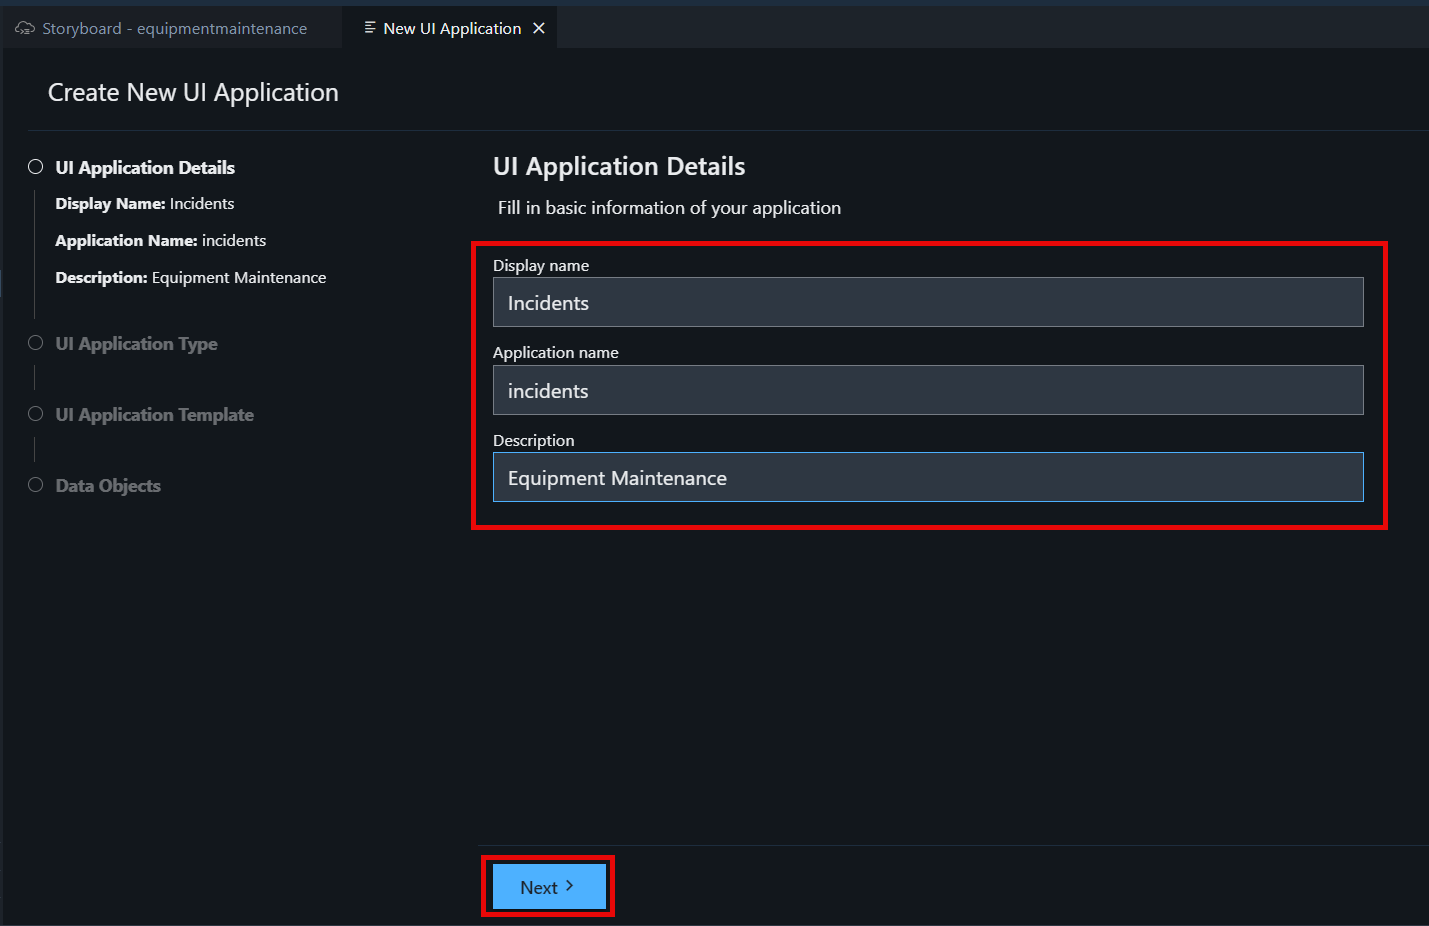 Storyboard - equipmentmaintenance
New UI Application
Create New UI Application
UI Application Details
Display Name: Incidents
Application Name: incidents
Description: Equipment Maintenance
UI Application Type
UI Application Template
Data Objects
UI Application Details
Fill in basic information of your application
Display name
Incidents
Application name
incidents
Description
Equipment Maintenance
Next